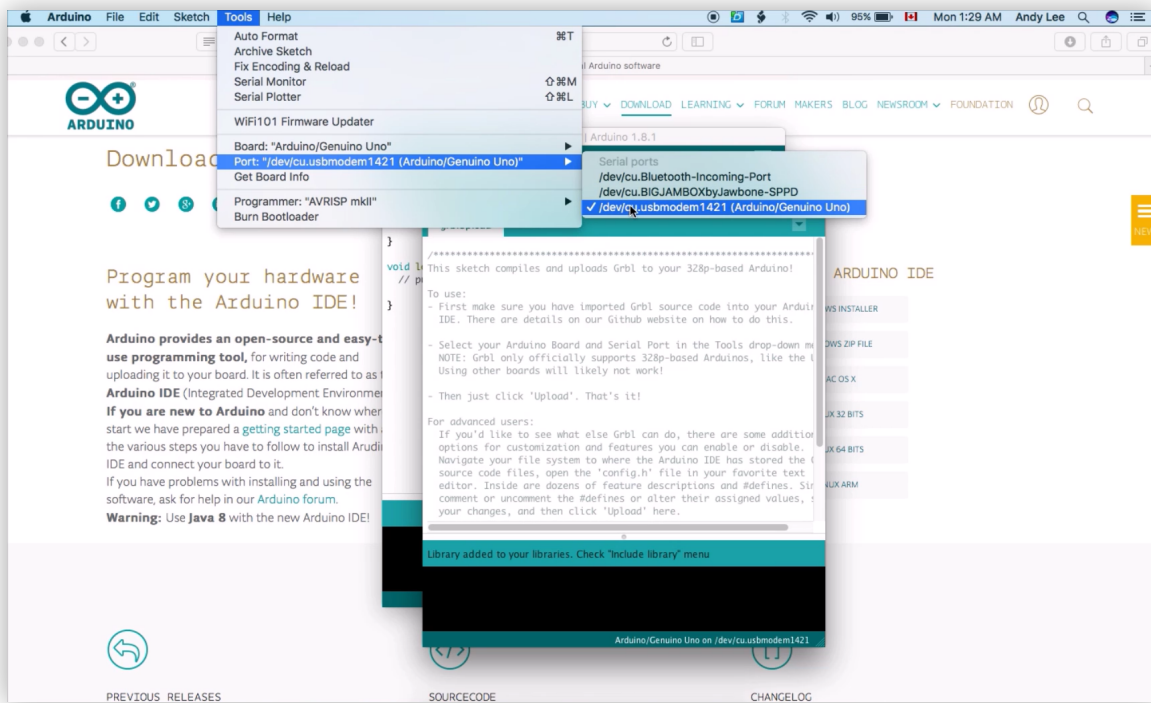 Arduino File Edit Sketch Tools Help 95% Mon 1:29 AM Andy Lee
Auto Format ⌘T
Archive Sketch
Fix Encoding & Reload
Serial Monitor ⇧⌘M
Serial Plotter ⇧⌘L
WiFi101 Firmware Updater
Board: "Arduino/Genuino Uno"
Port: "/dev/cu.usbmodem1421 (Arduino/Genuino Uno)"
Get Board Info
Programmer: "AVRISP mkII"
Burn Bootloader
Serial ports
/dev/cu.Bluetooth-Incoming-Port
/dev/cu.BIGJAMBOXbyJawbone-SPPD
✓ /dev/cu.usbmodem1421 (Arduino/Genuino Uno)
Arduino software
ARDUINO
BUY DOWNLOAD LEARNING FORUM MAKERS BLOG NEWSROOM FOUNDATION
| Arduino 1.8.1
Download
Program your hardware
with the Arduino IDE!
Arduino provides an open-source and easy-t
use programming tool, for writing code and
uploading it to your board. It is often referred to as
Arduino IDE (Integrated Development Environme
If you are new to Arduino and don't know wher
start we have prepared a getting started page with
the various steps you have to follow to install Arudi
IDE and connect your board to it.
If you have problems with installing and using the
software, ask for help in our Arduino forum.
Warning: Use Java 8 with the new Arduino IDE!
}
void l
// p
}
/***********************************************************************
This sketch compiles and uploads Grbl to your 328p-based Arduino!
To use:
- First make sure you have imported Grbl source code into your Arduin
IDE. There are details on our Github website on how to do this.
- Select your Arduino Board and Serial Port in the Tools drop-down m
NOTE: Grbl only officially supports 328p-based Arduinos, like the
Using other boards will likely not work!
- Then just click 'Upload'. That's it!
For advanced users:
If you'd like to see what else Grbl can do, there are some addition
options for customization and features you can enable or disable.
Navigate your file system to where the Arduino IDE has stored the
source code files, open the 'config.h' file in your favorite text
editor. Inside are dozens of feature descriptions and #defines. Sim
comment or uncomment the #defines or alter their assigned values, s
your changes, and then click 'Upload' here.
Library added to your libraries. Check "Include library" menu
Arduino/Genuino Uno on /dev/cu.usbmodem1421
ARDUINO IDE
WS INSTALLER
OWS ZIP FILE
AC OS X
UX 32 BITS
UX 64 BITS
NUX ARM
NEW
PREVIOUS RELEASES
SOURCECODE
CHANGELOG